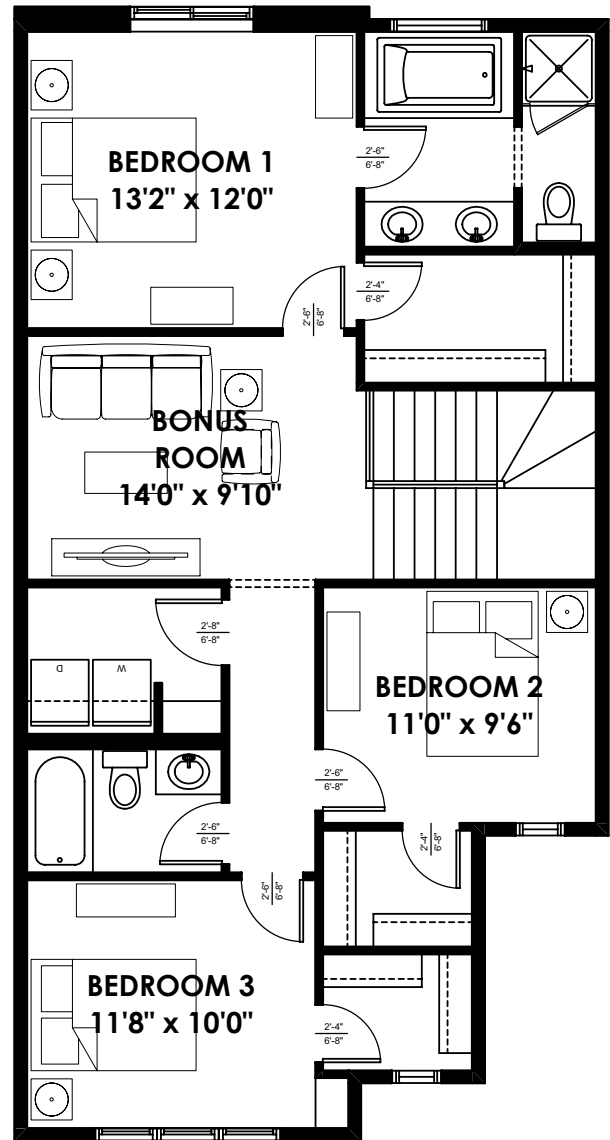 BEDROOM 1
13'2" x 12'0"
2'-6"
6'-8"
2'-4"
6'-8"
2'-6"
6'-8"
BONUS
ROOM
14'0" x 9'10"
2'-8"
6'-8"
D
W
BEDROOM 2
11'0" x 9'6"
2'-6"
6'-8"
2'-6"
6'-8"
2'-4"
6'-8"
2'-6"
6'-8"
BEDROOM 3
11'8" x 10'0"
2'-4"
6'-8"